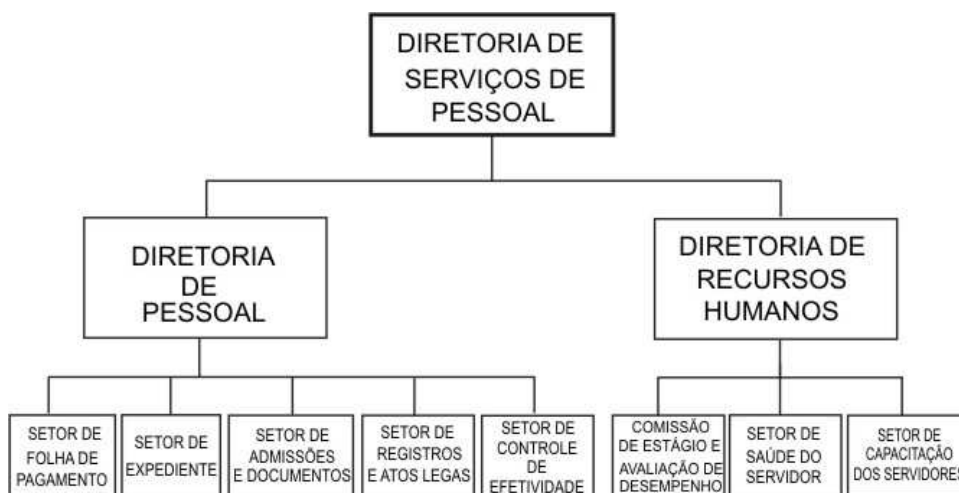 DIRETORIA DE
SERVIÇOS DE
PESSOAL
DIRETORIA
DE
PESSOAL
DIRETORIA DE
RECURSOS
HUMANOS
SETOR DE
FOLHA DE
PAGAMENTO
SETOR DE
EXPEDIENTE
SETOR DE
ADMISSÕES
E DOCUMENTOS
SETOR DE
REGISTROS
E ATOS LEGAS
SETOR DE
CONTROLE
DE
EFETIVIDADE
COMISSÃO
DE ESTÁGIO E
AVALIAÇÃO DE
DESEMPENHO
SETOR DE
SAÚDE DO
SERVIDOR
SETOR DE
CAPACITAÇÃO
DOS SERVIDORES